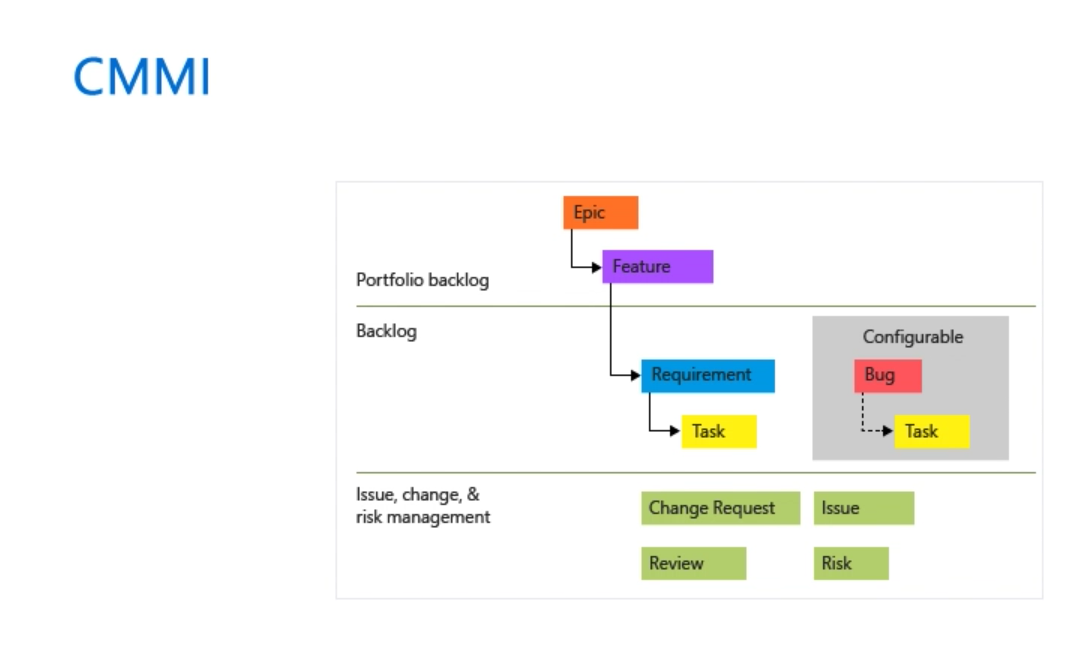 CMMI
Epic
Feature
Portfolio backlog
Backlog
Configurable
Requirement
Bug
Task
Task
Issue, change, &
risk management
Change Request
Issue
Review
Risk